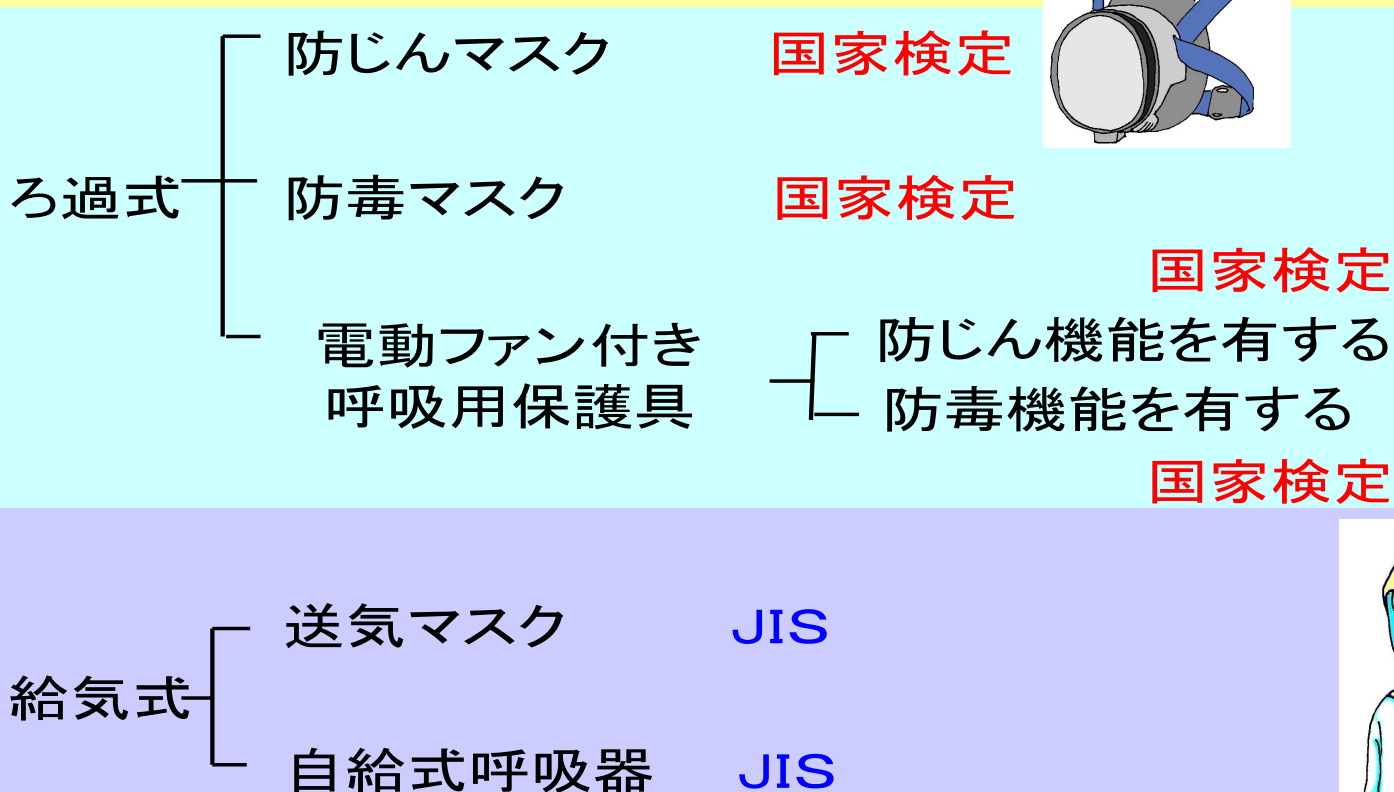 防じんマスク 国家検定
ろ過式 防毒マスク 国家検定
国家検定
電動ファン付き 防じん機能を有する
呼吸用保護具 防毒機能を有する
国家検定
送気マスク JIS
給気式
自給式呼吸器 JIS